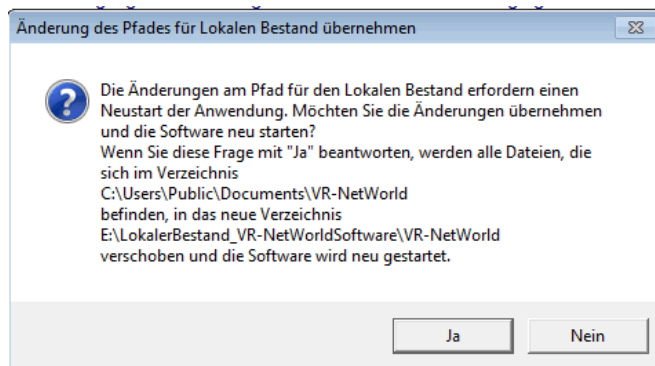 Änderung des Pfades für Lokalen Bestand übernehmen
Die Änderungen am Pfad für den Lokalen Bestand erfordern einen
Neustart der Anwendung. Möchten Sie die Änderungen übernehmen
und die Software neu starten?
Wenn Sie diese Frage mit "Ja" beantworten, werden alle Dateien, die
sich im Verzeichnis
C:\Users\Public\Documents\VR-NetWorld
befinden, in das neue Verzeichnis
E:\LokalerBestand_VR-NetWorldSoftware\VR-NetWorld
verschoben und die Software wird neu gestartet.
Ja
Nein